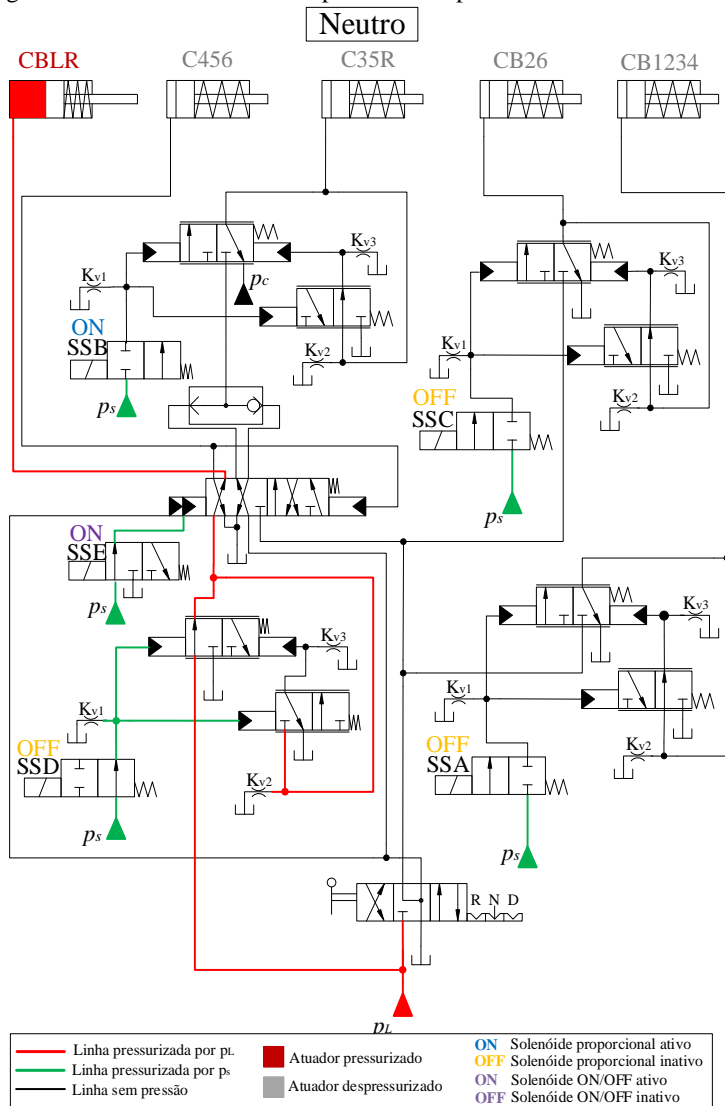 Neutro
CBLR C456 C35R CB26 CB1234
Kv3
Kv1
pc
Kv3
ON
SSB
Kv2
Kv1
ps
OFF
SSC
Kv2
ps
ON
SSE
ps
Kv3
Kv3
Kv1
Kv1
OFF
SSD
OFF
SSA
Kv2
Kv2
ps
ps
R N D
pL
Linha pressurizada por pL
Linha pressurizada por ps
Linha sem pressão
Atuador pressurizado
Atuador despressurizado
ON Solenóide proporcional ativo
OFF Solenóide proporcional inativo
ON Solenóide ON/OFF ativo
OFF Solenóide ON/OFF inativo